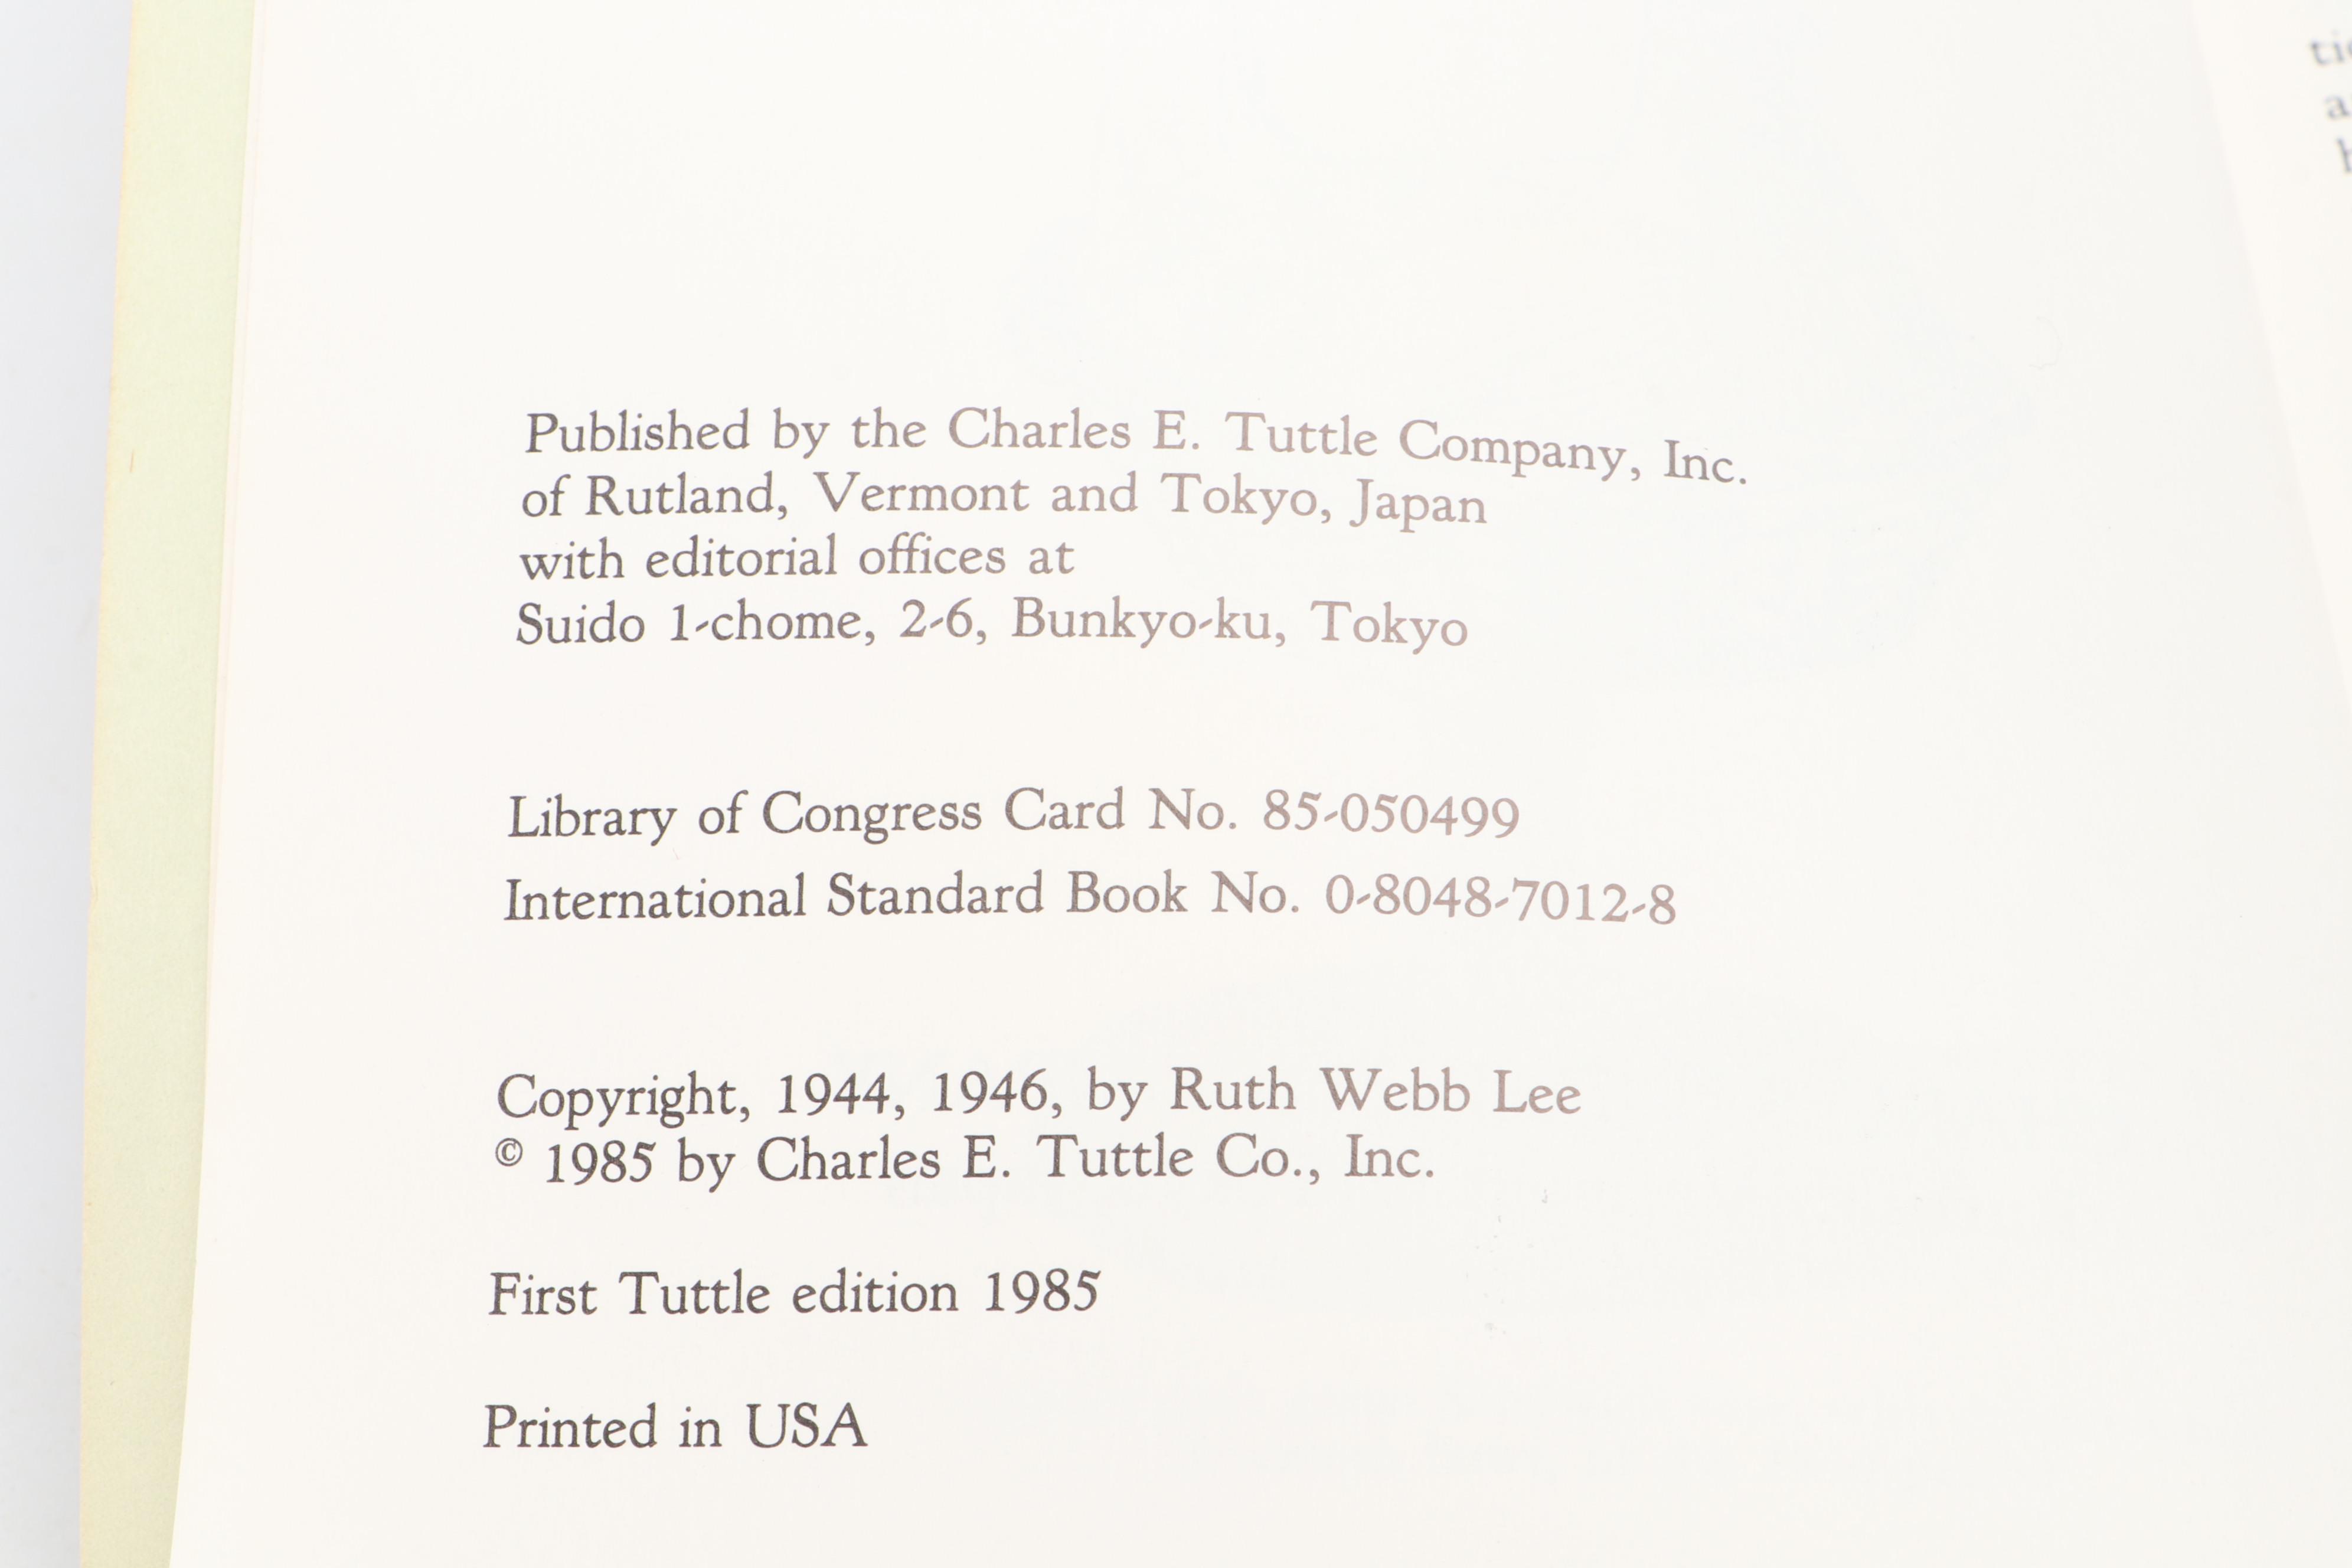 Published by the Charles E. Tuttle Company, Inc.
of Rutland, Vermont and Tokyo, Japan
with editorial offices at
Suido 1-chome, 2-6, Bunkyo-ku, Tokyo
Library of Congress Card No. 85-050499
International Standard Book No. 0-8048-7012-8
Copyright, 1944, 1946, by Ruth Webb Lee
© 1985 by Charles E. Tuttle Co., Inc.
First Tuttle edition 1985
Printed in USA